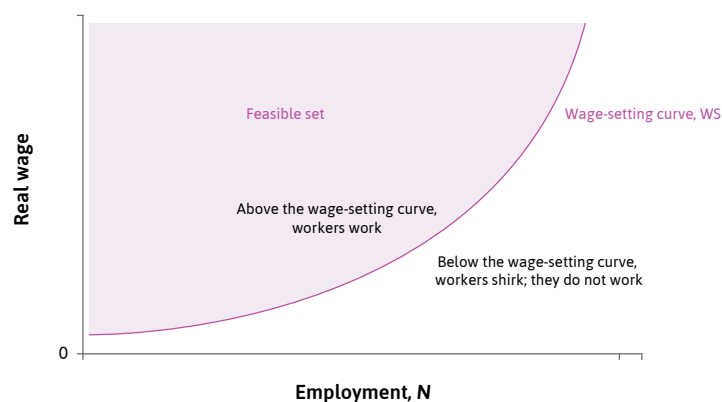 Feasible set
Wage-setting curve, WS
Real wage
Above the wage-setting curve,
workers work
Below the wage-setting curve,
workers shirk; they do not work
0
Employment, N